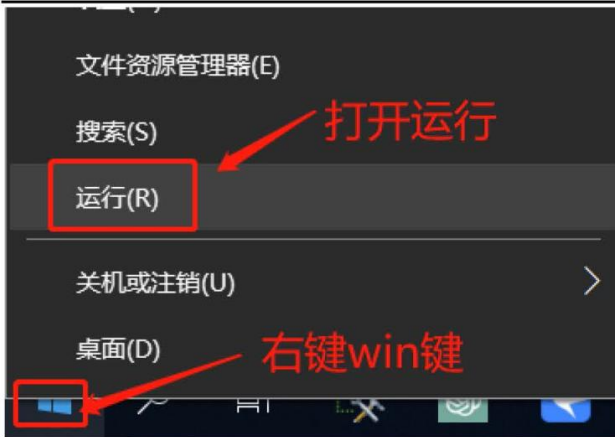 文件资源管理器(E)
搜索(S)
打开运行
运行(R)
关机或注销(U)
桌面(D)
右键win键